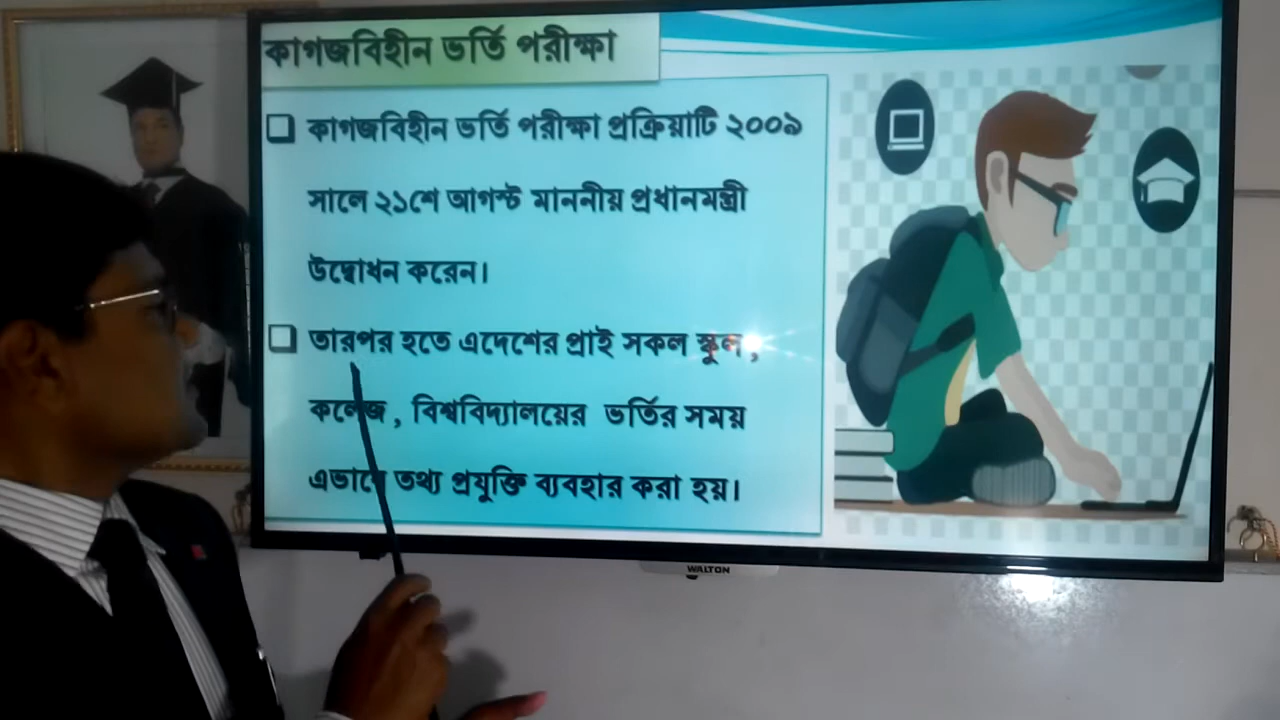 কাগজবিহীন ভর্তি পরীক্ষা
কাগজবিহীন ভর্তি পরীক্ষা প্রক্রিয়াটি ২০০৯
সালে ২১শে আগস্ট মাননীয় প্রধানমন্ত্রী
উদ্বোধন করেন।
তারপর হতে এদেশের প্রাই সকল স্কুল ,
কলেজ , বিশ্ববিদ্যালয়ের ভর্তির সময়
এভাবে তথ্য প্রযুক্তি ব্যবহার করা হয়।
WALTON